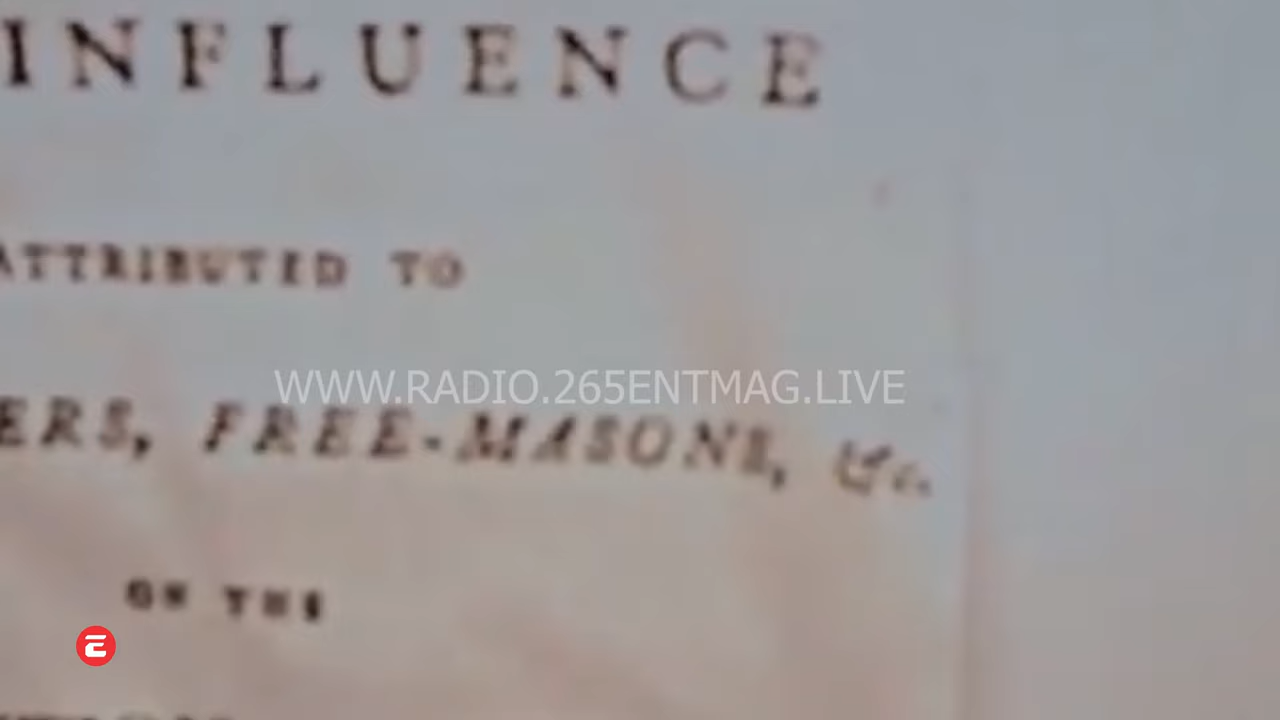 INFLUENCE
ATTRIBUTED TO
WWW.RADIO.265ENTMAG.LIVE
ERS, FREE-MASONS, &c.
ON THE